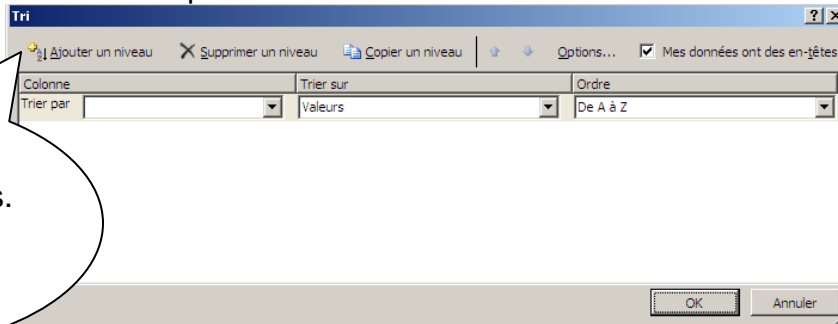 Tri
Ajouter un niveau Supprimer un niveau Copier un niveau Options... Mes données ont des en-têtes
Colonne Trier sur Ordre
Trier par Valeurs De A à Z
s.
OK Annuler